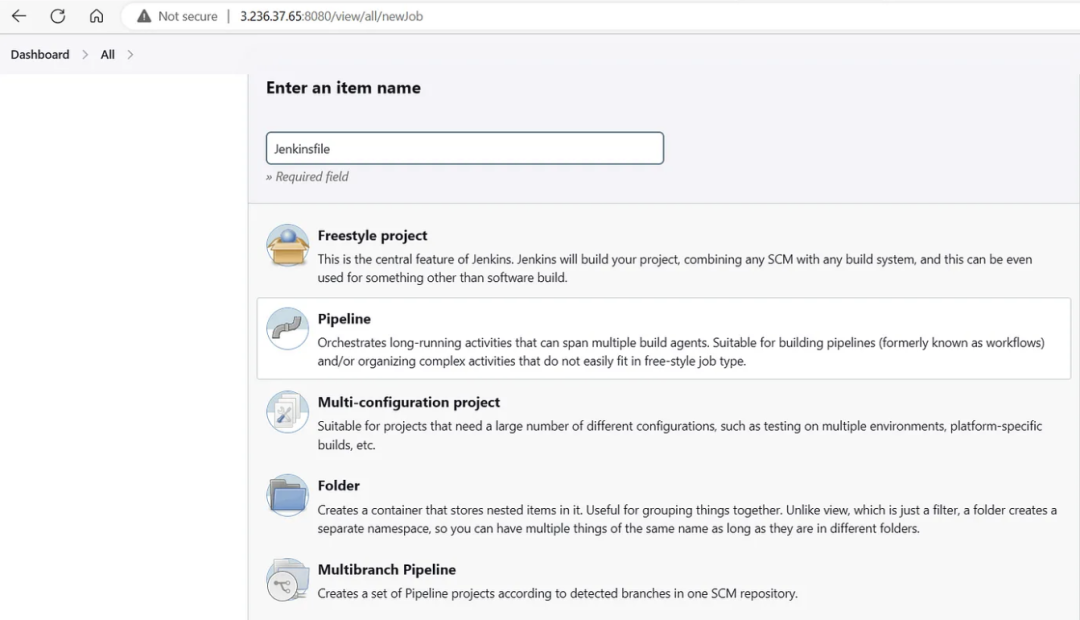 Not secure | 3.236.37.65:8080/view/all/newJob
Dashboard > All >
Enter an item name
Jenkinsfile
» Required field
Freestyle project
This is the central feature of Jenkins. Jenkins will build your project, combining any SCM with any build system, and this can be even
used for something other than software build.
Pipeline
Orchestrates long-running activities that can span multiple build agents. Suitable for building pipelines (formerly known as workflows)
and/or organizing complex activities that do not easily fit in free-style job type.
Multi-configuration project
Suitable for projects that need a large number of different configurations, such as testing on multiple environments, platform-specific
builds, etc.
Folder
Creates a container that stores nested items in it. Useful for grouping things together. Unlike view, which is just a filter, a folder creates a
separate namespace, so you can have multiple things of the same name as long as they are in different folders.
Multibranch Pipeline
Creates a set of Pipeline projects according to detected branches in one SCM repository.